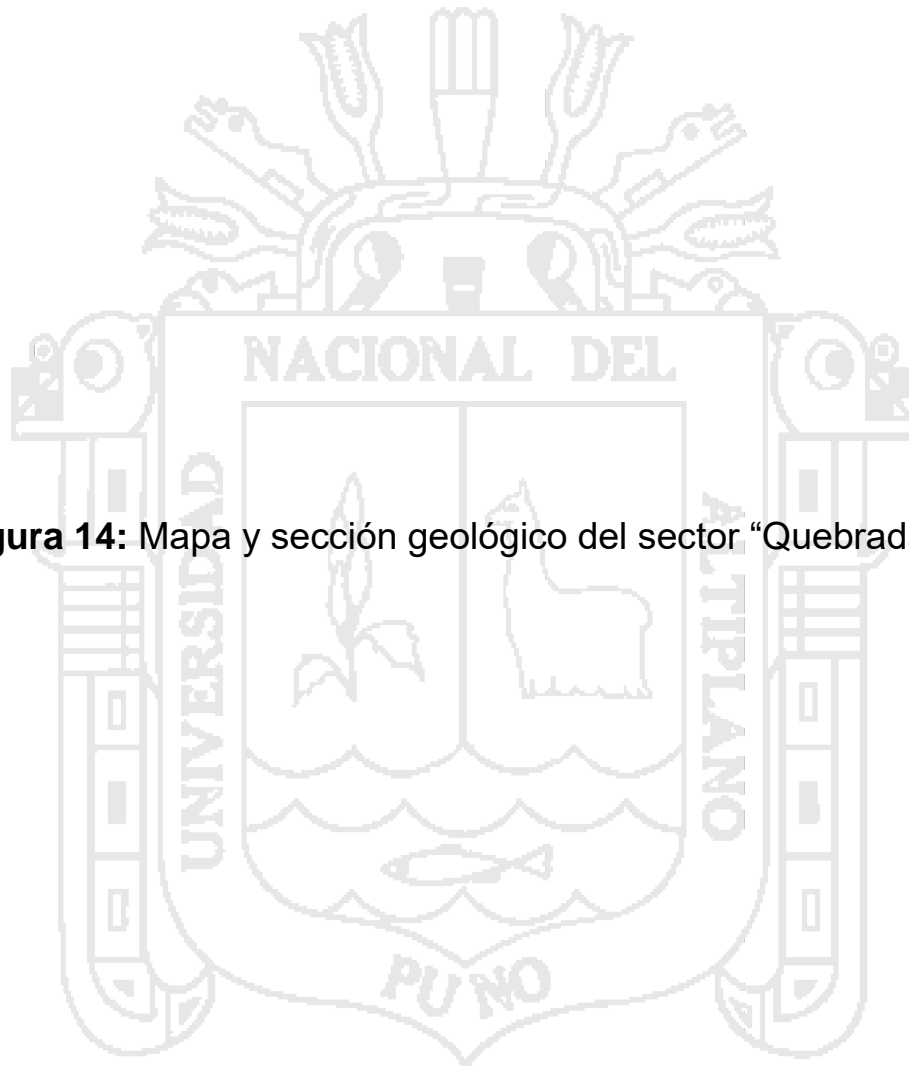 NACIONAL DEL
UNIVERSIDAD
ALTIPLANO
gura 14: Mapa y sección geológico del sector “Quebrad
PUNO